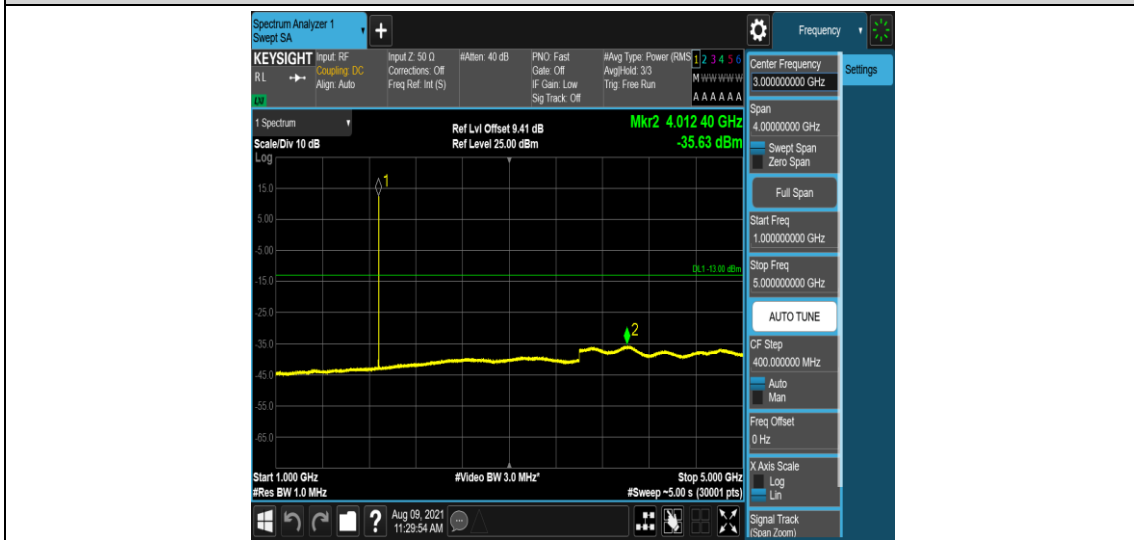 Spectrum Analyzer 1
Swept SA
+
Frequency
KEYSIGHT
RL
LXI
Input: RF
Coupling: DC
Align: Auto
Input Z: 50 Ω
Corrections: Off
Freq Ref: Int (S)
#Atten: 40 dB
PNO: Fast
Gate: Off
IF Gain: Low
Sig Track: Off
#Avg Type: Power (RMS
Avg|Hold: 3/3
Trig: Free Run
1 2 3 4 5 6
M W W W W W
A A A A A A
Center Frequency
3.000000000 GHz
Settings
Span
4.00000000 GHz
Swept Span
Zero Span
Full Span
Start Freq
1.000000000 GHz
Stop Freq
5.000000000 GHz
AUTO TUNE
CF Step
400.000000 MHz
Auto
Man
Freq Offset
0 Hz
X Axis Scale
Log
Lin
Signal Track
(Span Zoom)
1 Spectrum
Scale/Div 10 dB
Ref Lvl Offset 9.41 dB
Ref Level 25.00 dBm
Mkr2 4.012 40 GHz
-35.63 dBm
Log
15.0
5.00
-5.00
-15.0
-25.0
-35.0
-45.0
-55.0
-65.0
1
DL1 -13.00 dBm
2
Start 1.000 GHz
#Res BW 1.0 MHz
#Video BW 3.0 MHz*
Stop 5.000 GHz
#Sweep ~5.00 s (30001 pts)
?
Aug 09, 2021
11:29:54 AM